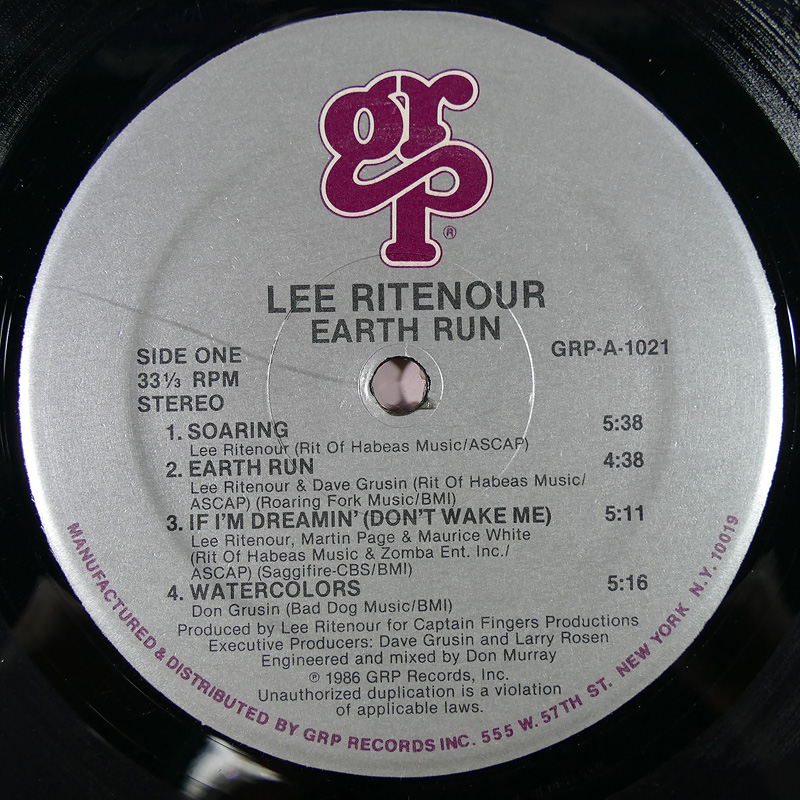 grp®
LEE RITENOUR
EARTH RUN
SIDE ONE
33⅓ RPM
STEREO
GRP-A-1021
1. SOARING 5:38
Lee Ritenour (Rit Of Habeas Music/ASCAP)
2. EARTH RUN 4:38
Lee Ritenour & Dave Grusin (Rit Of Habeas Music/
ASCAP) (Roaring Fork Music/BMI)
3. IF I'M DREAMIN' (DON'T WAKE ME) 5:11
Lee Ritenour, Martin Page & Maurice White
(Rit Of Habeas Music & Zomba Ent. Inc./
ASCAP) (Saggifire-CBS/BMI)
4. WATERCOLORS 5:16
Don Grusin (Bad Dog Music/BMI)
Produced by Lee Ritenour for Captain Fingers Productions
Executive Producers: Dave Grusin and Larry Rosen
Engineered and mixed by Don Murray
℗ 1986 GRP Records, Inc.
Unauthorized duplication is a violation
of applicable laws.
MANUFACTURED & DISTRIBUTED BY GRP RECORDS INC. 555 W. 57TH ST. NEW YORK N.Y. 10019